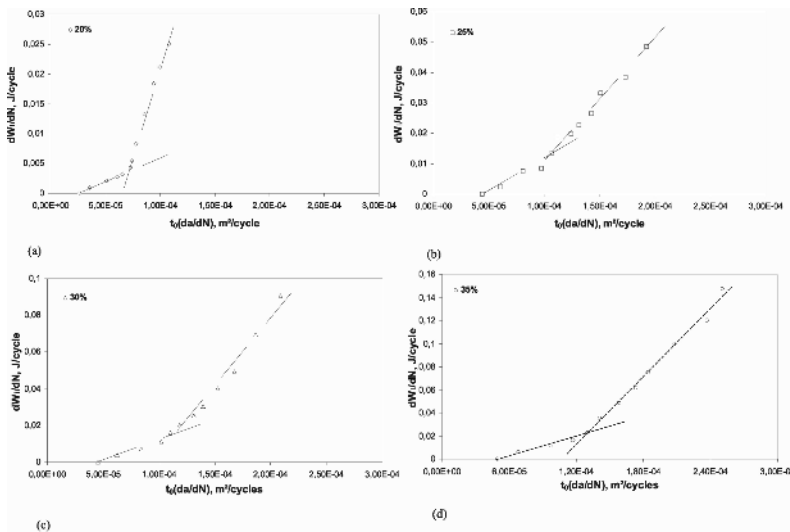 0,03
0,025
0,02
0,015
0,01
0,005
0
20%
dWi/dN, J/cycle
0,00E+00 5,00E-05 1,00E-04 1,50E-04 2,00E-04 2,50E-04 3,00E-04
t₀(da/dN), m²/cycle
(a)
0,06
0,05
0,04
0,03
0,02
0,01
0
25%
dW /dN, J/cycle
0,00E+00 5,00E-05 1,00E-04 1,50E-04 2,00E-04 2,50E-04 3,00E-04
t₀(da/dN), m²/cycle
(b)
0,1
0,08
0,06
0,04
0,02
0
30%
dWi/dN, J/cycle
0,00E+00 5,00E-05 1,00E-04 1,50E-04 2,00E-04 2,50E-04 3,00E-04
t₀(da/dN), m²/cycles
(c)
0,16
0,14
0,12
0,1
0,08
0,06
0,04
0,02
0
35%
dWi/dN, J/cycle
0,00E+00 6,00E-05 1,20E-04 1,80E-04 2,40E-04 3,00E-04
t₀(da/dN), m²/cycles
(d)